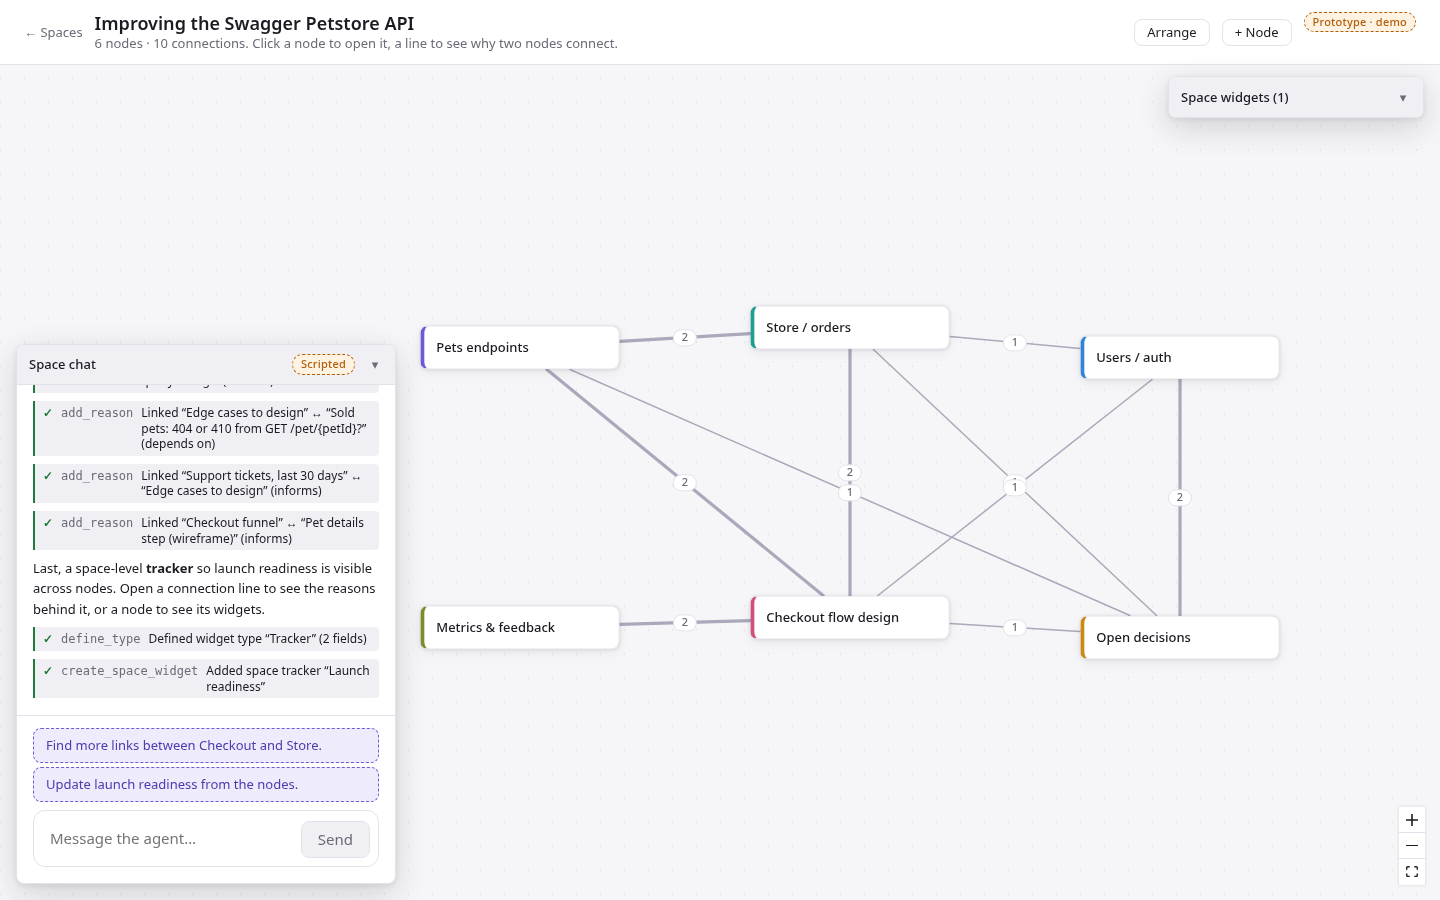 ← Spaces
Improving the Swagger Petstore API
6 nodes · 10 connections. Click a node to open it, a line to see why two nodes connect.
Arrange
+ Node
Prototype · demo
Space widgets (1)
Pets endpoints
2
Store / orders
1
Users / auth
2
2
1
1
2
Metrics & feedback
2
Checkout flow design
1
Open decisions
Space chat
Scripted
✓ add_reason Linked “Edge cases to design” ↔ “Sold
pets: 404 or 410 from GET /pet/{petId}?”
(depends on)
✓ add_reason Linked “Support tickets, last 30 days” ↔
“Edge cases to design” (informs)
✓ add_reason Linked “Checkout funnel” ↔ “Pet details
step (wireframe)” (informs)
Last, a space-level tracker so launch readiness is visible
across nodes. Open a connection line to see the reasons
behind it, or a node to see its widgets.
✓ define_type Defined widget type “Tracker” (2 fields)
✓ create_space_widget Added space tracker “Launch
readiness”
Find more links between Checkout and Store.
Update launch readiness from the nodes.
Message the agent...
Send